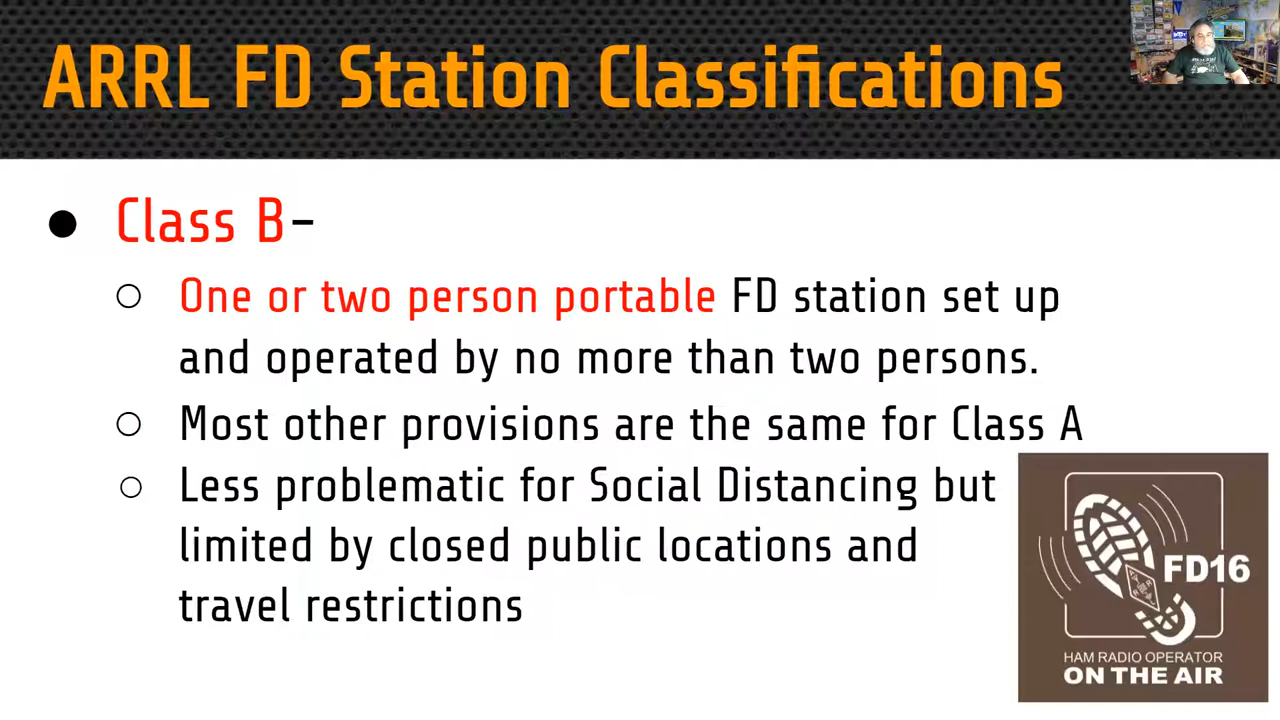 ARRL FD Station Classifications
● Class B-
○ One or two person portable FD station set up
and operated by no more than two persons.
○ Most other provisions are the same for Class A
○ Less problematic for Social Distancing but
limited by closed public locations and
travel restrictions
FD16
HAM RADIO OPERATOR
ON THE AIR